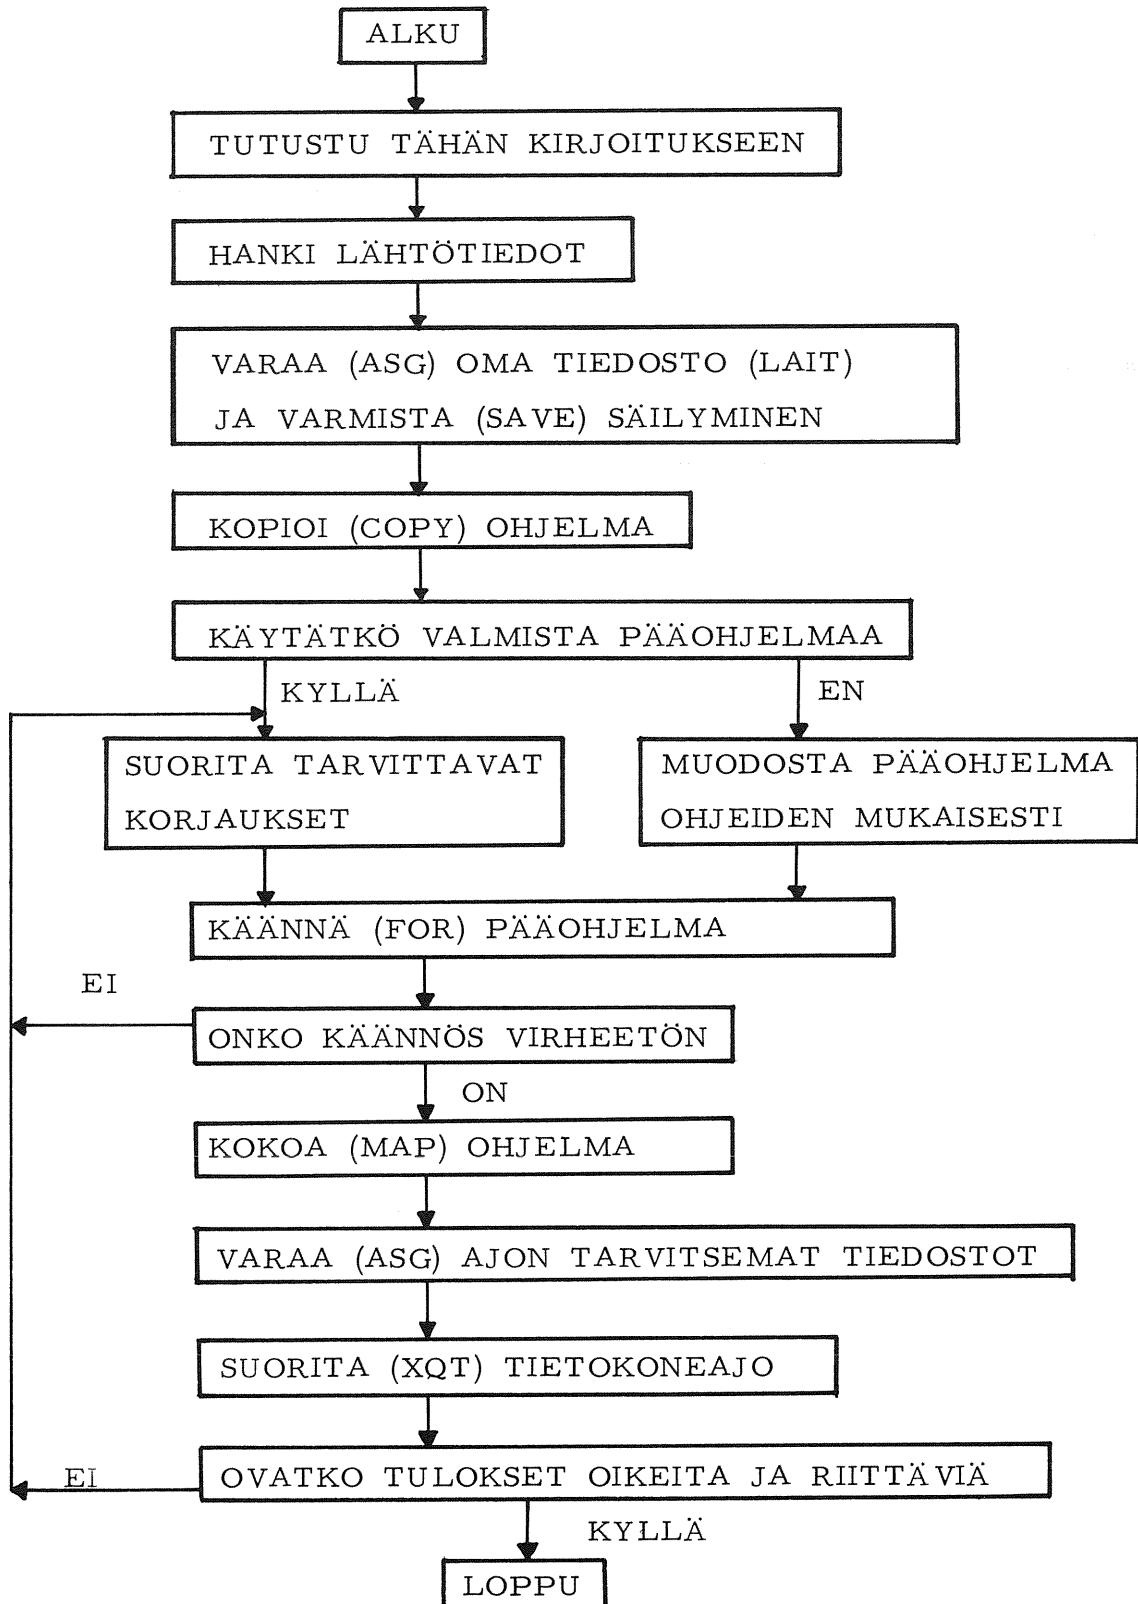 ALKU
TUTUSTU TÄHÄN KIRJOITUKSEEN
HANKI LÄHTÖTIEDOT
VARAA (ASG) OMA TIEDOSTO (LAIT)
JA VARMISTA (SAVE) SÄILYMINEN
KOPIOI (COPY) OHJELMA
KÄYTÄTKÖ VALMISTA PÄÄOHJELMAA
KYLLÄ
EN
SUORITA TARVITTAVAT
KORJAUKSET
MUODOSTA PÄÄOHJELMA
OHJEIDEN MUKAISESTI
KÄÄNNÄ (FOR) PÄÄOHJELMA
EI
ONKO KÄÄNNÖS VIRHEETÖN
ON
KOKOA (MAP) OHJELMA
VARAA (ASG) AJON TARVITSEMAT TIEDOSTOT
SUORITA (XQT) TIETOKONEAJO
EI
OVATKO TULOKSET OIKEITA JA RIITTÄVIÄ
KYLLÄ
LOPPU